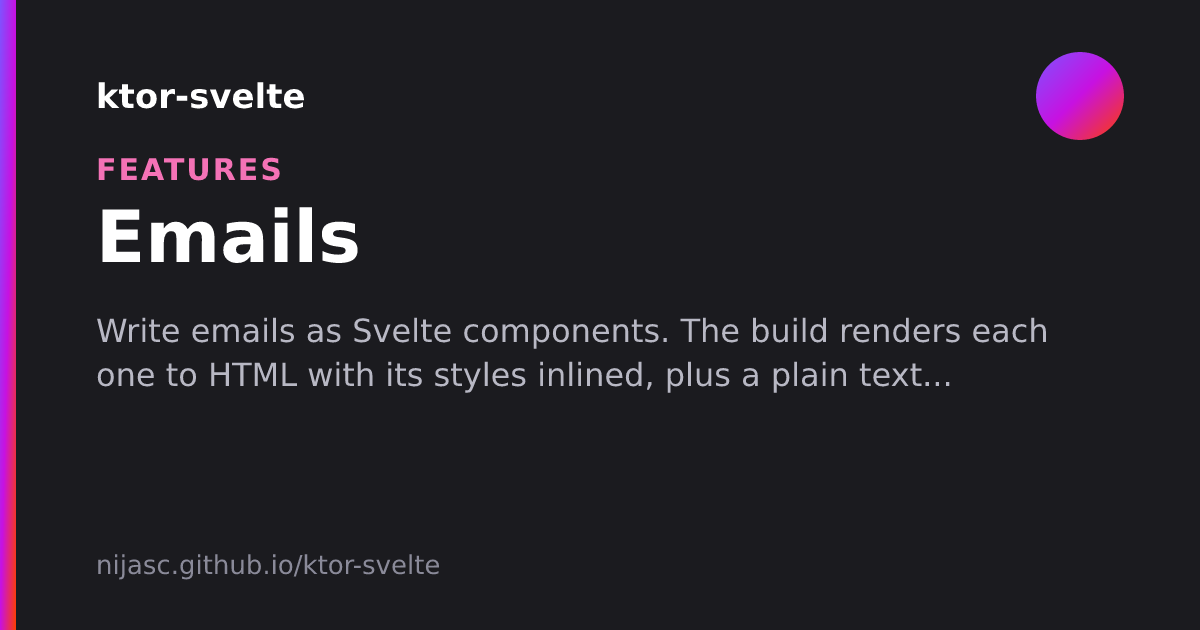 ktor-svelte
FEATURES
Emails
Write emails as Svelte components. The build renders each
one to HTML with its styles inlined, plus a plain text...
nijasc.github.io/ktor-svelte